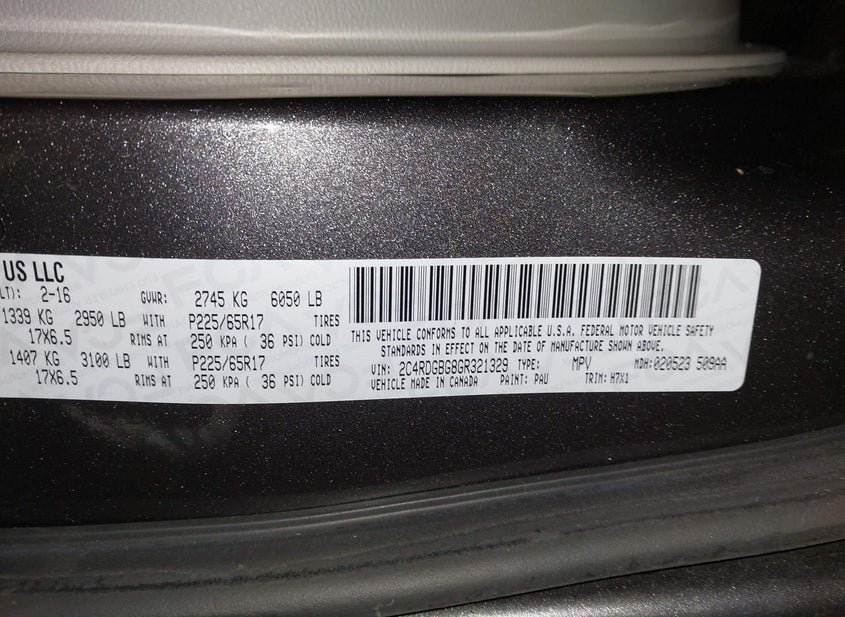 US LLC
LT): 2-16 GVWR: 2745 KG 6050 LB
1339 KG 2950 LB WITH P225/65R17 TIRES
17X6.5 RIMS AT 250 KPA ( 36 PSI) COLD
1407 KG 3100 LB WITH P225/65R17 TIRES
17X6.5 RIMS AT 250 KPA ( 36 PSI) COLD
THIS VEHICLE CONFORMS TO ALL APPLICABLE U.S.A. FEDERAL MOTOR VEHICLE SAFETY
STANDARDS IN EFFECT ON THE DATE OF MANUFACTURE SHOWN ABOVE.
VIN: 2C4RDGBG8GR321329 TYPE: MPV MDH: 020523 509AA
VEHICLE MADE IN CANADA PAINT: PAU TRIM: H7X1